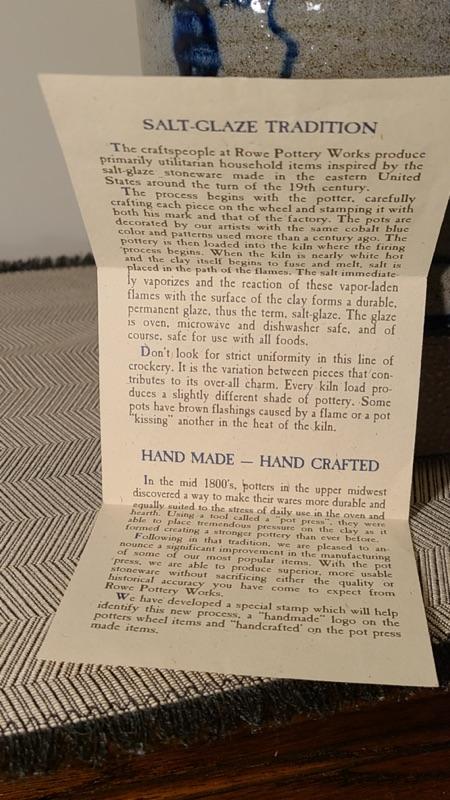 SALT-GLAZE TRADITION
The craftspeople at Rowe Pottery Works produce
primarily utilitarian household items inspired by the
salt-glaze stoneware made in the eastern United
States around the turn of the 19th century.
The process begins with the potter, carefully
crafting each piece on the wheel and stamping it with
both his mark and that of the factory. The pots are
decorated by our artists with the same cobalt blue
color and patterns used more than a century ago. The
pottery is then loaded into the kiln where the firing
process begins. When the kiln is nearly white hot
and the clay itself begins to fuse and melt, salt is
placed in the path of the flames. The salt immediate-
ly vaporizes and the reaction of these vapor-laden
flames with the surface of the clay forms a durable,
permanent glaze, thus the term, salt-glaze. The glaze
is oven, microwave and dishwasher safe, and of
course, safe for use with all foods.
Don't look for strict uniformity in this line of
crockery. It is the variation between pieces that con-
tributes to its over-all charm. Every kiln load pro-
duces a slightly different shade of pottery. Some
pots have brown flashings caused by a flame or a pot
"kissing" another in the heat of the kiln.
HAND MADE — HAND CRAFTED
In the mid 1800's, potters in the upper midwest
discovered a way to make their wares more durable and
equally suited to the stress of daily use in the oven and
hearth. Using a tool called a "pot press", they were
able to place tremendous pressure on the clay as it
formed creating a stronger pottery than ever before.
Following in that tradition, we are pleased to an-
nounce a significant improvement in the manufacturing
of some of our most popular items. With the pot
press, we are able to produce superior, more usable
stoneware without sacrificing either the quality or
historical accuracy you have come to expect from
Rowe Pottery Works.
We have developed a special stamp which will help
identify this new process, a "handmade" logo on the
potters wheel items and "handcrafted' on the pot press
made items.